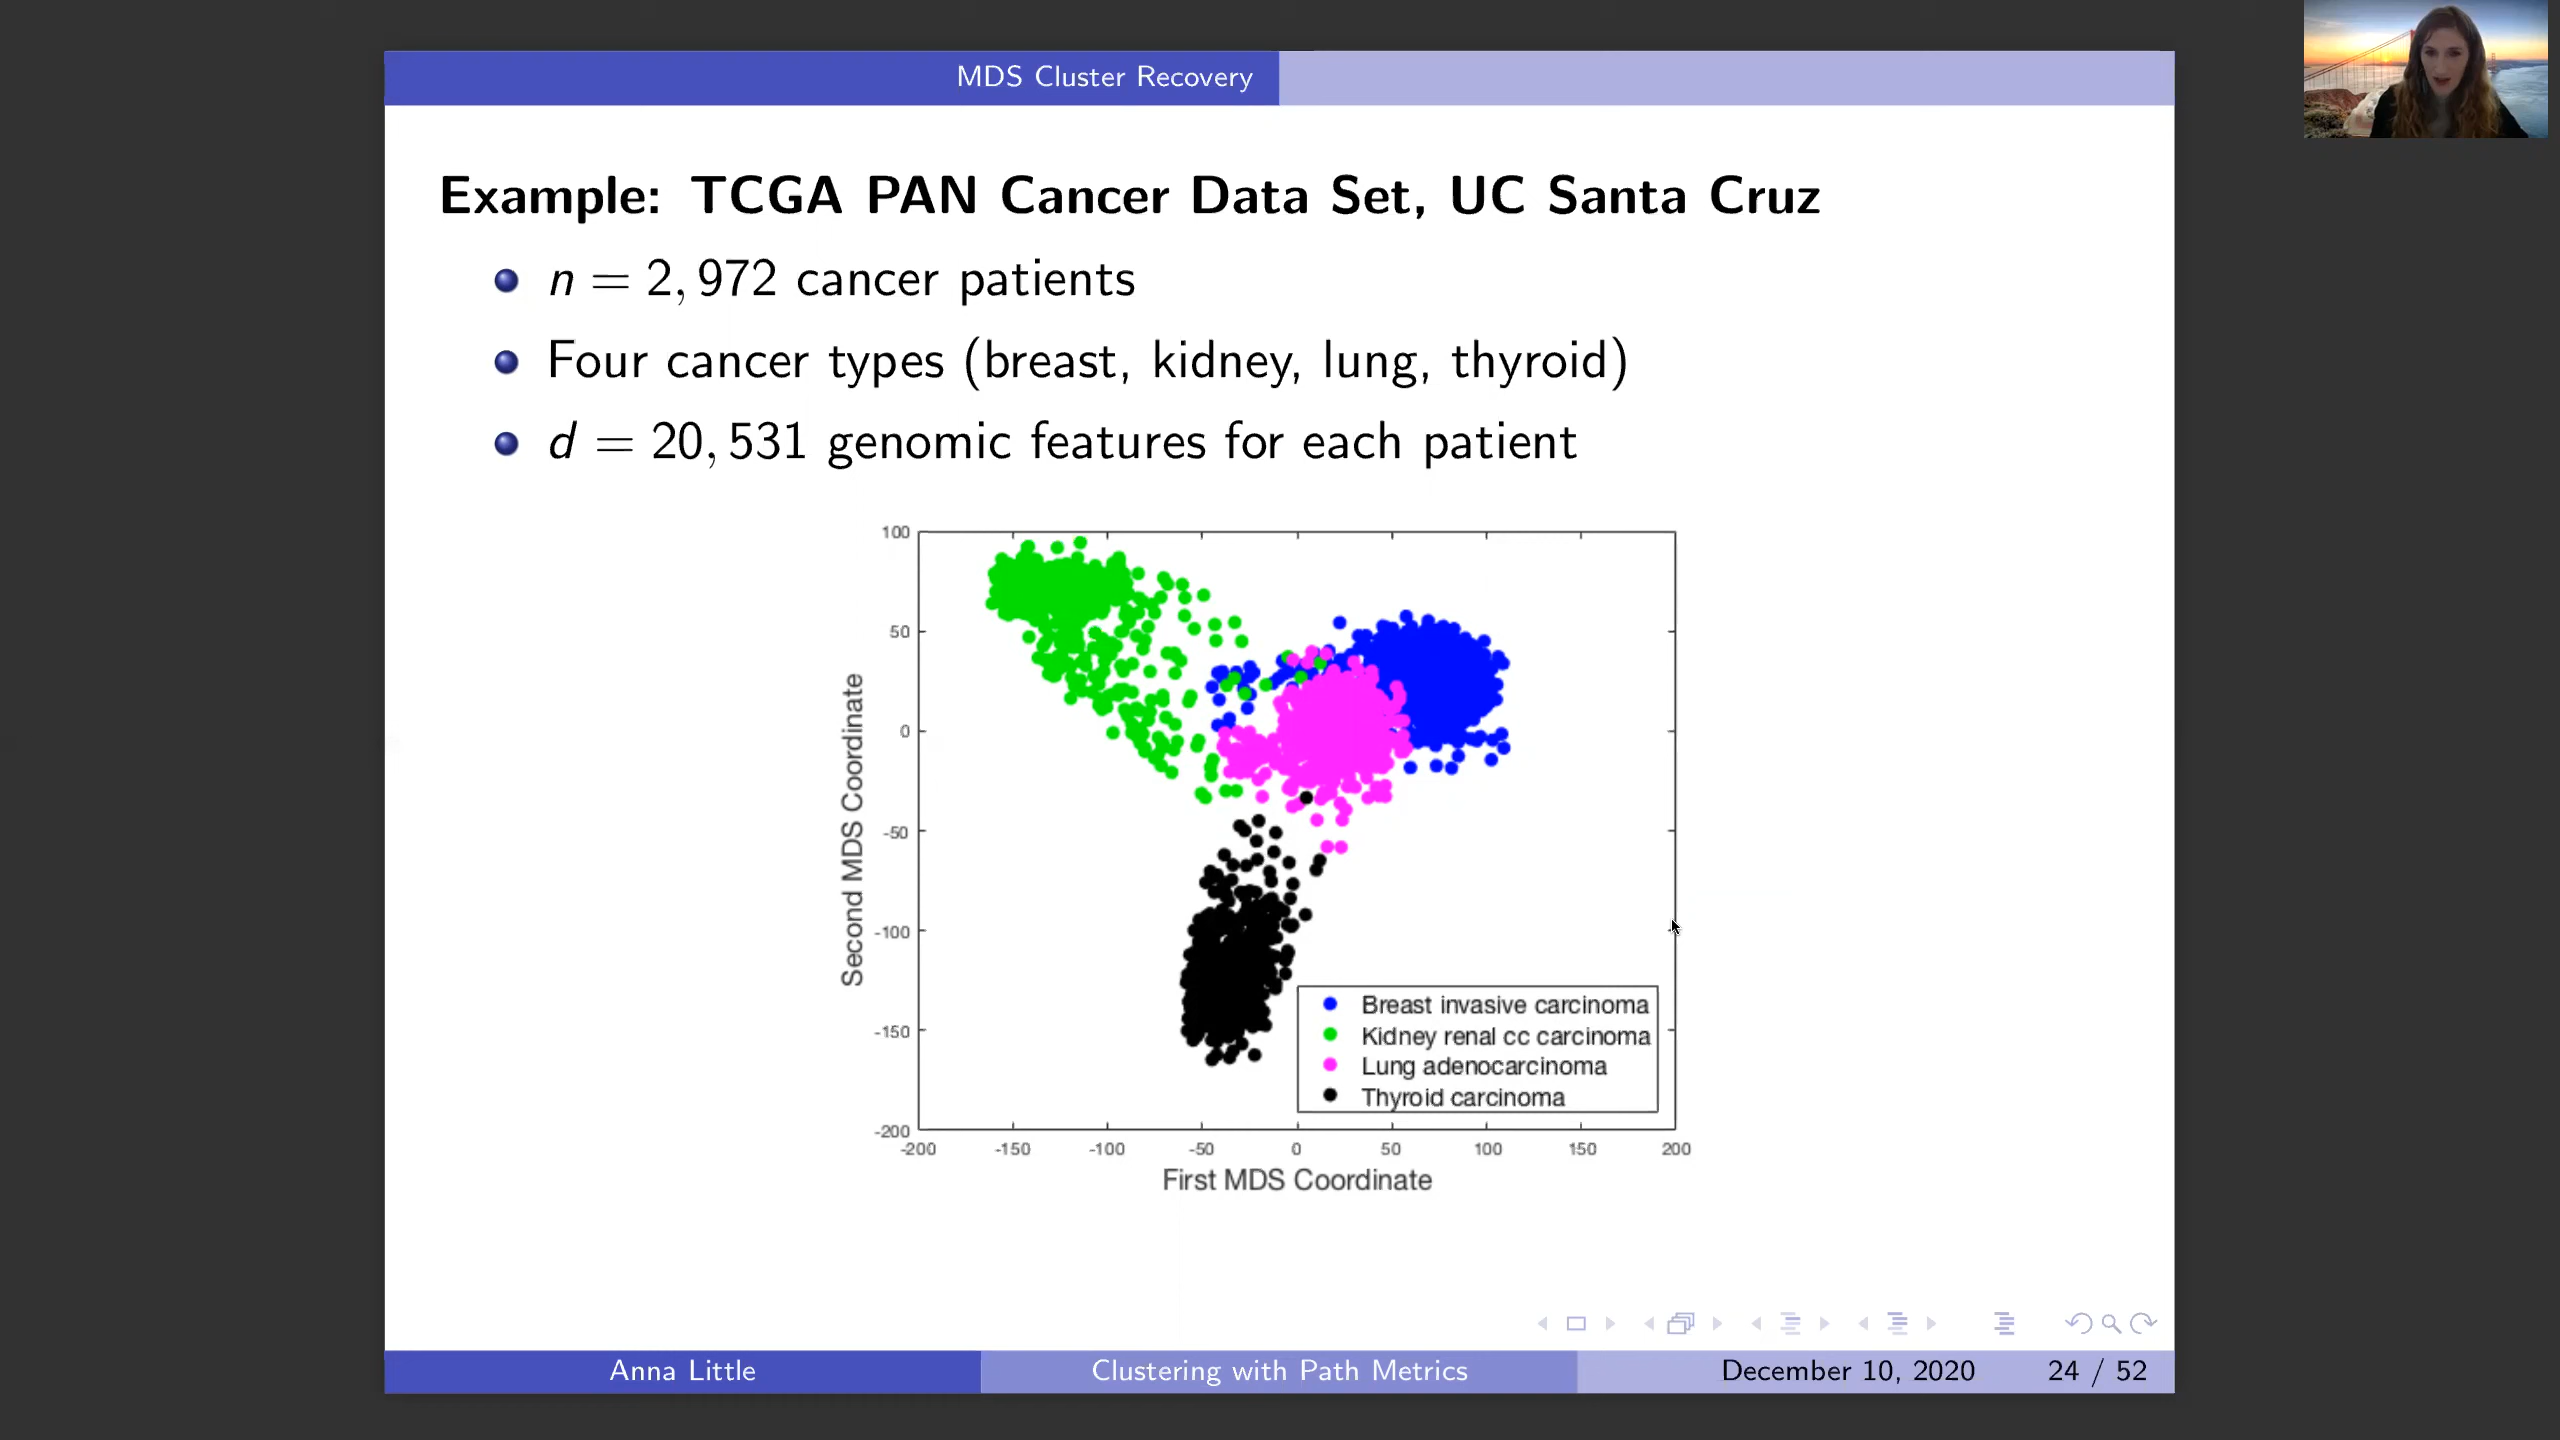 MDS Cluster Recovery
Example: TCGA PAN Cancer Data Set, UC Santa Cruz
n = 2, 972 cancer patients
Four cancer types (breast, kidney, lung, thyroid)
d = 20, 531 genomic features for each patient
100
50
0
-50
-100
-150
-200
Second MDS Coordinate
Breast invasive carcinoma
Kidney renal cc carcinoma
Lung adenocarcinoma
Thyroid carcinoma
-200 -150 -100 -50 0 50 100 150 200
First MDS Coordinate
Anna Little Clustering with Path Metrics December 10, 2020 24 / 52